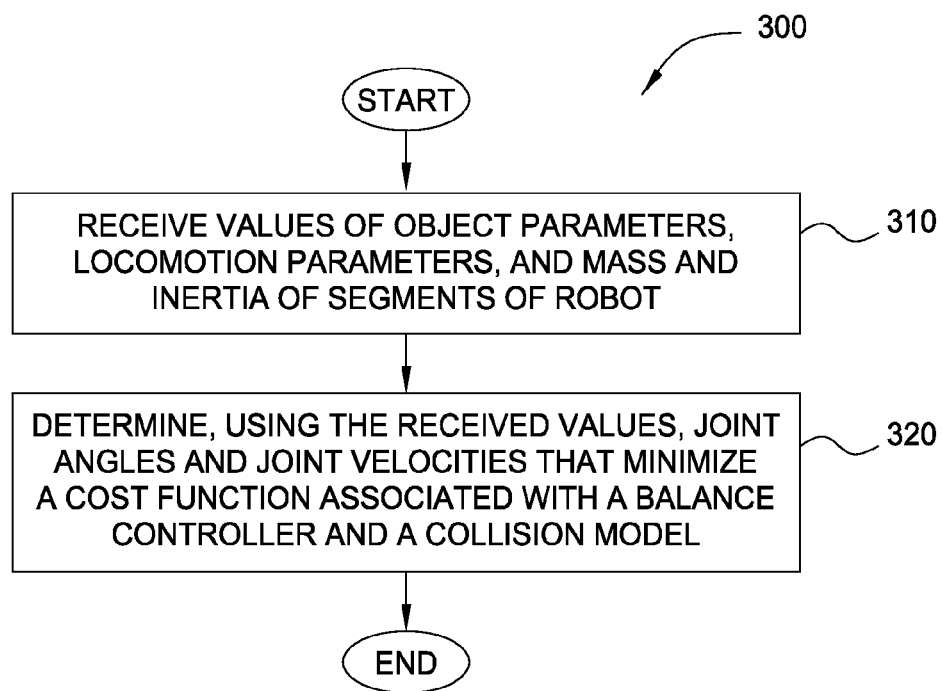 300
START
RECEIVE VALUES OF OBJECT PARAMETERS,
LOCOMOTION PARAMETERS, AND MASS AND
INERTIA OF SEGMENTS OF ROBOT
310
DETERMINE, USING THE RECEIVED VALUES, JOINT
ANGLES AND JOINT VELOCITIES THAT MINIMIZE
A COST FUNCTION ASSOCIATED WITH A BALANCE
CONTROLLER AND A COLLISION MODEL
320
END